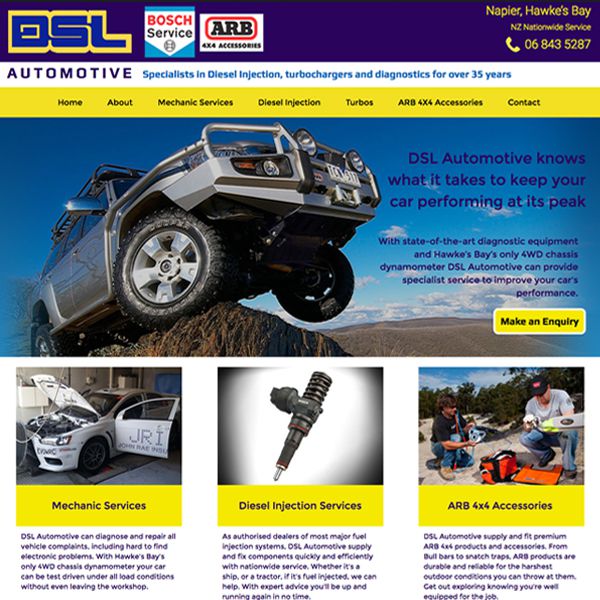 DSL
AUTOMOTIVE
BOSCH
Service
ARB
4X4 ACCESSORIES
Napier, Hawke's Bay
NZ Nationwide Service
06 843 5287
Specialists in Diesel Injection, turbochargers and diagnostics for over 35 years
Home About Mechanic Services Diesel Injection Turbos ARB 4X4 Accessories Contact
DSL Automotive knows
what it takes to keep your
car performing at its peak
With state-of-the-art diagnostic equipment
and Hawke's Bay's only 4WD chassis
dynamometer DSL Automotive can provide
specialist service to improve your car's
performance.
Make an Enquiry
JRI
JOHN RAE INSU
Mechanic Services
DSL Automotive can diagnose and repair all
vehicle complaints, including hard to find
electronic problems. With Hawke's Bay's
only 4WD chassis dynamometer your car
can be test driven under all load conditions
without even leaving the workshop.
Diesel Injection Services
As authorised dealers of most major fuel
injection systems, DSL Automotive supply
and fix components quickly and efficiently
with nationwide service. Whether it's a
ship, or a tractor, if it's fuel injected, we can
help. With expert advice you'll be up and
running again in no time.
ARB 4x4 Accessories
DSL Automotive supply and fit premium
ARB 4x4 products and accessories. From
Bull bars to snatch traps, ARB products are
durable and reliable for the harshest
outdoor conditions you can throw at them.
Get out exploring knowing you're well
equipped for the job.